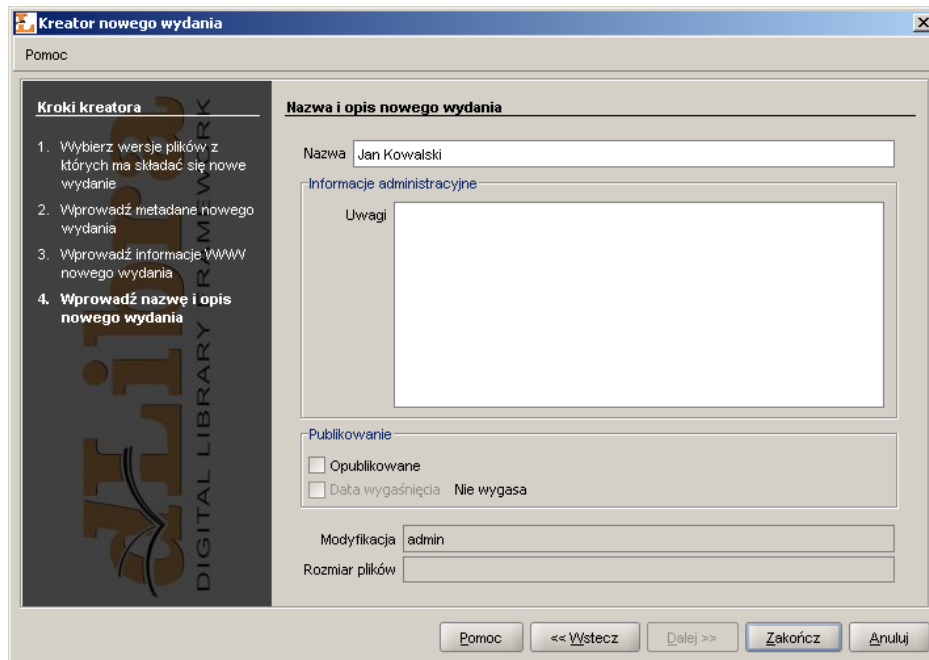 Kreator nowego wydania
Pomoc
Kroki kreatora
1. Wybierz wersje plików z
których ma składać się nowe
wydanie
2. Wprowadź metadane nowego
wydania
3. Wprowadź informacje WWW
nowego wydania
4. Wprowadź nazwę i opis
nowego wydania
dLibra
DIGITAL LIBRARY FRAMEWORK
Nazwa i opis nowego wydania
Nazwa Jan Kowalski
Informacje administracyjne
Uwagi
Publikowanie
Opublikowane
Data wygaśnięcia Nie wygasa
Modyfikacja admin
Rozmiar plików
Pomoc << Wstecz Dalej >> Zakończ Anuluj